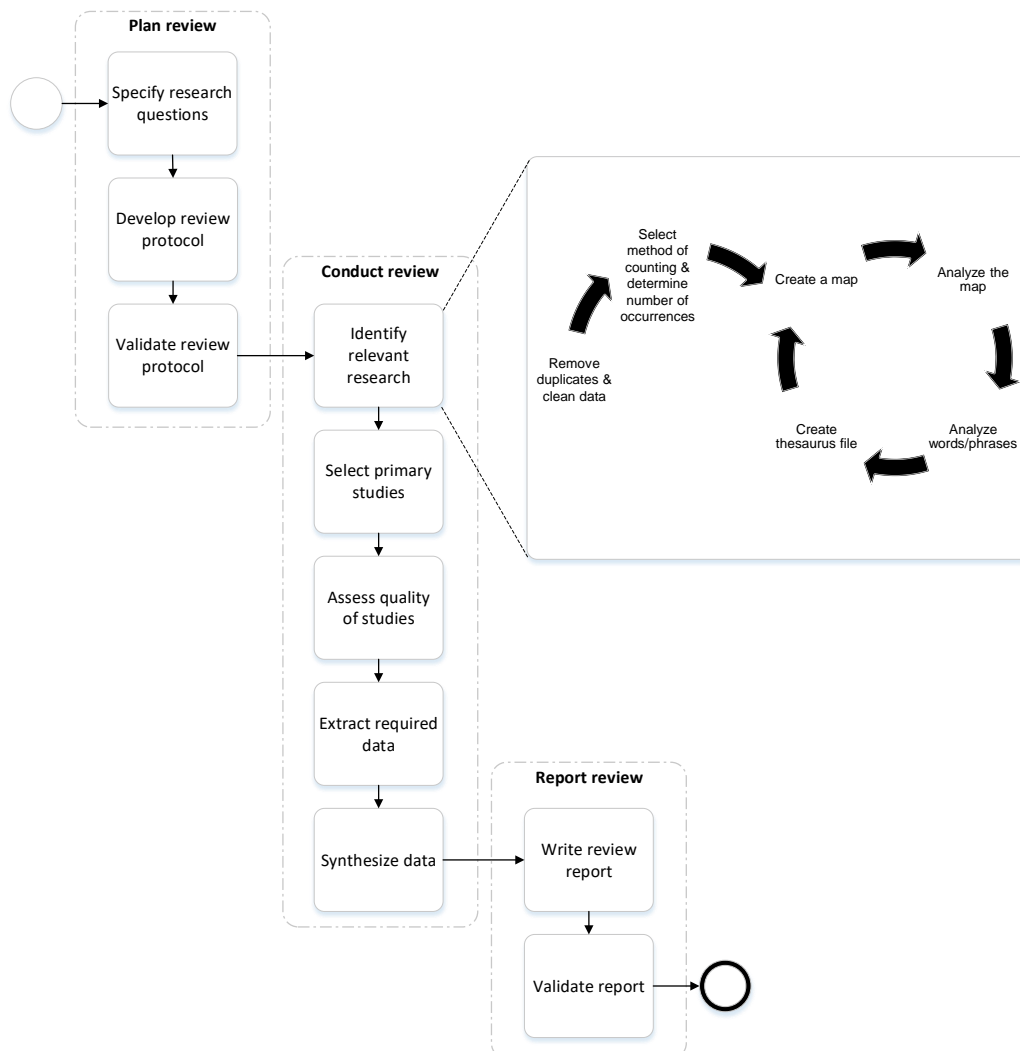 Plan review
Specify research
questions
Develop review
protocol
Validate review
protocol
Conduct review
Identify
relevant
research
Select primary
studies
Assess quality
of studies
Extract required
data
Synthesize data
Report review
Write review
report
Validate report
Remove
duplicates &
clean data
Select
method of
counting &
determine
number of
occurrences
Create a map
Analyze the
map
Analyze
words/phrases
Create
thesaurus file